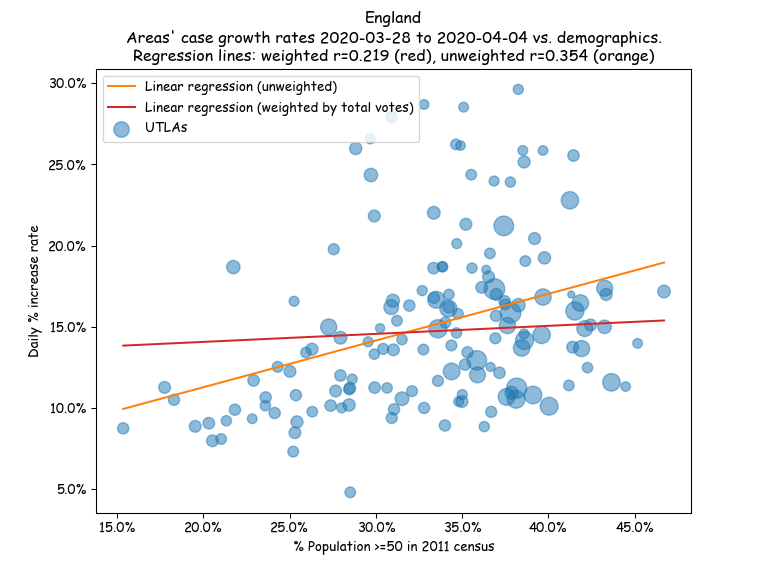 England
Areas' case growth rates 2020-03-28 to 2020-04-04 vs. demographics.
Regression lines: weighted r=0.219 (red), unweighted r=0.354 (orange)
Linear regression (unweighted)
Linear regression (weighted by total votes)
UTLAs
Daily % increase rate
30.0%
25.0%
20.0%
15.0%
10.0%
5.0%
15.0% 20.0% 25.0% 30.0% 35.0% 40.0% 45.0%
% Population >=50 in 2011 census